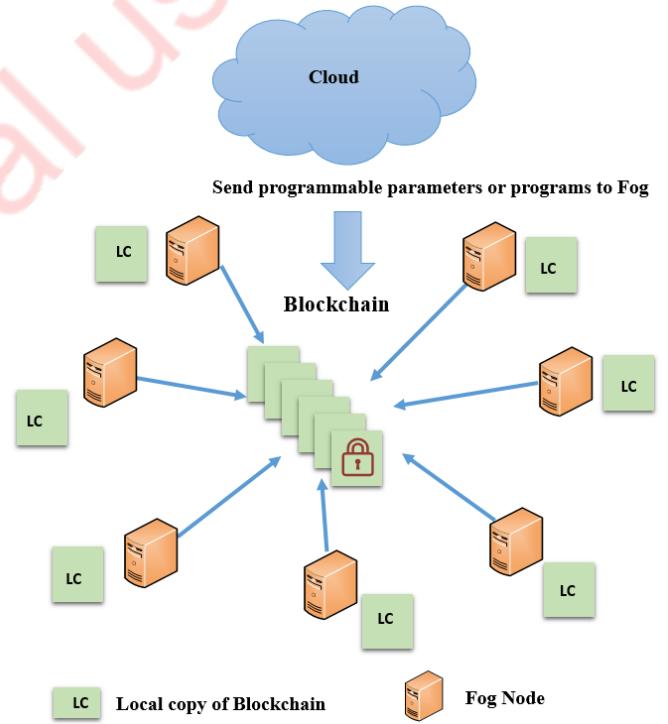 Cloud
Send programmable parameters or programs to Fog
LC
LC
Blockchain
LC
LC
LC
LC
LC
LC Local copy of Blockchain
Fog Node